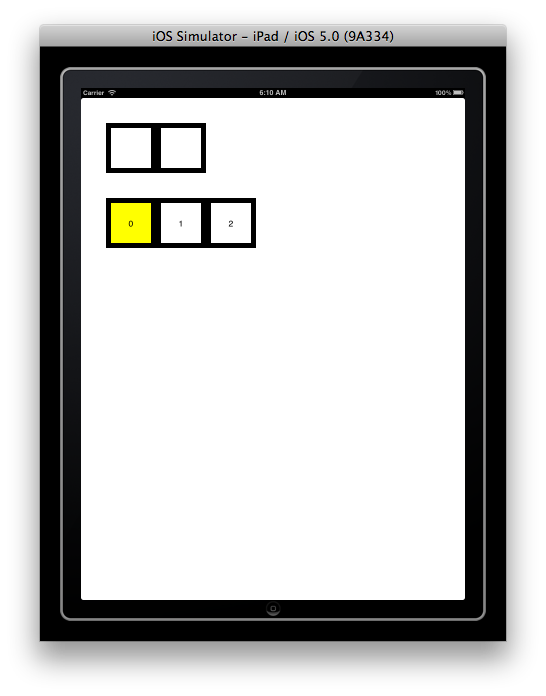 iOS Simulator – iPad / iOS 5.0 (9A334)
Carrier 6:10 AM 100%
0 1 2